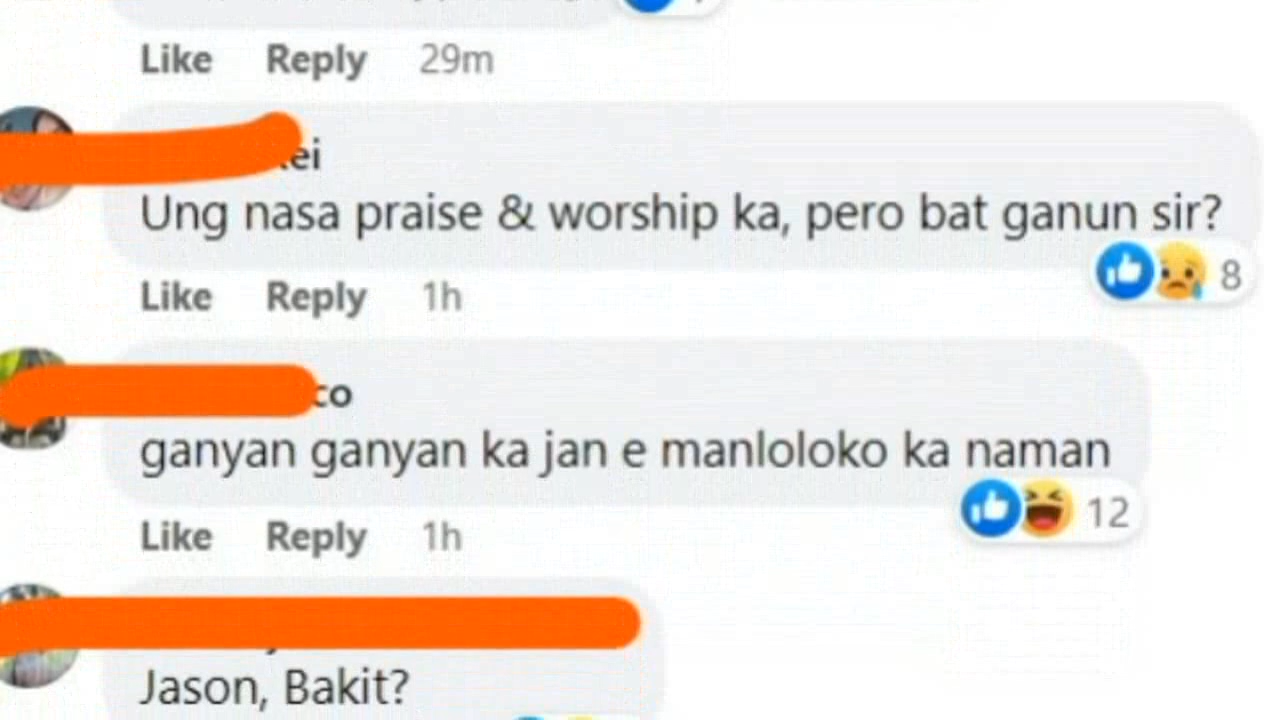 Like Reply 29m
ei
Ung nasa praise & worship ka, pero bat ganun sir?
8
Like Reply 1h
co
ganyan ganyan ka jan e manloloko ka naman
12
Like Reply 1h
Jason, Bakit?